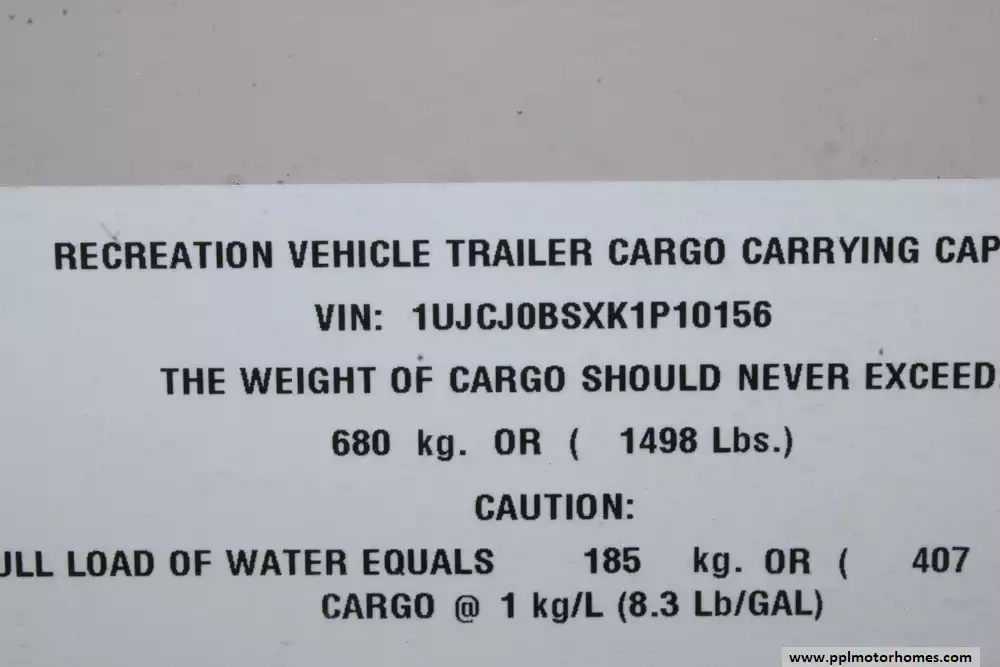 RECREATION VEHICLE TRAILER CARGO CARRYING CAP
VIN: 1UJCJ0BSXK1P10156
THE WEIGHT OF CARGO SHOULD NEVER EXCEED
680 kg. OR ( 1498 Lbs.)
CAUTION:
ULL LOAD OF WATER EQUALS 185 kg. OR ( 407
CARGO @ 1 kg/L (8.3 Lb/GAL)
www.pplmotorhomes.com